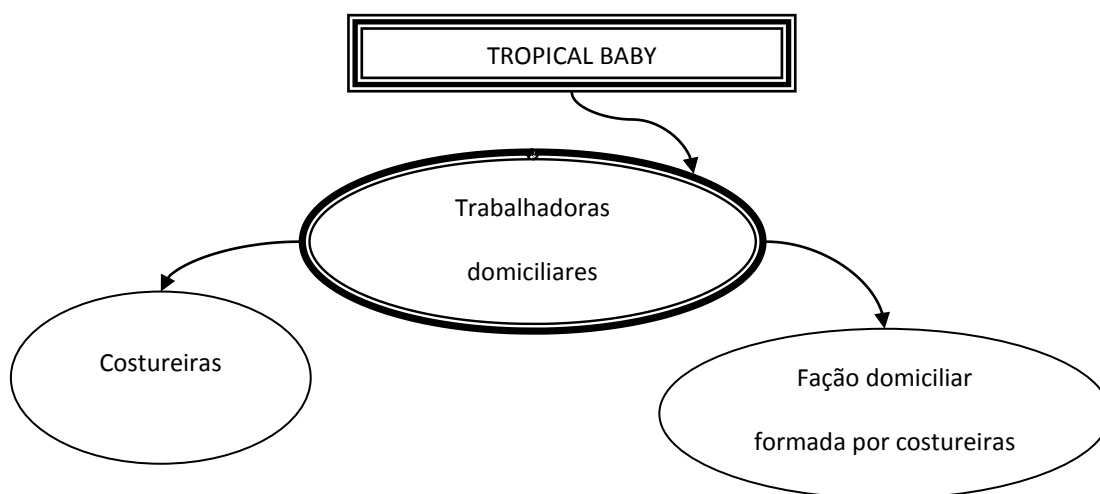 TROPICAL BABY
Trabalhadoras
domiciliares
Costureiras
Fação domiciliar
formada por costureiras